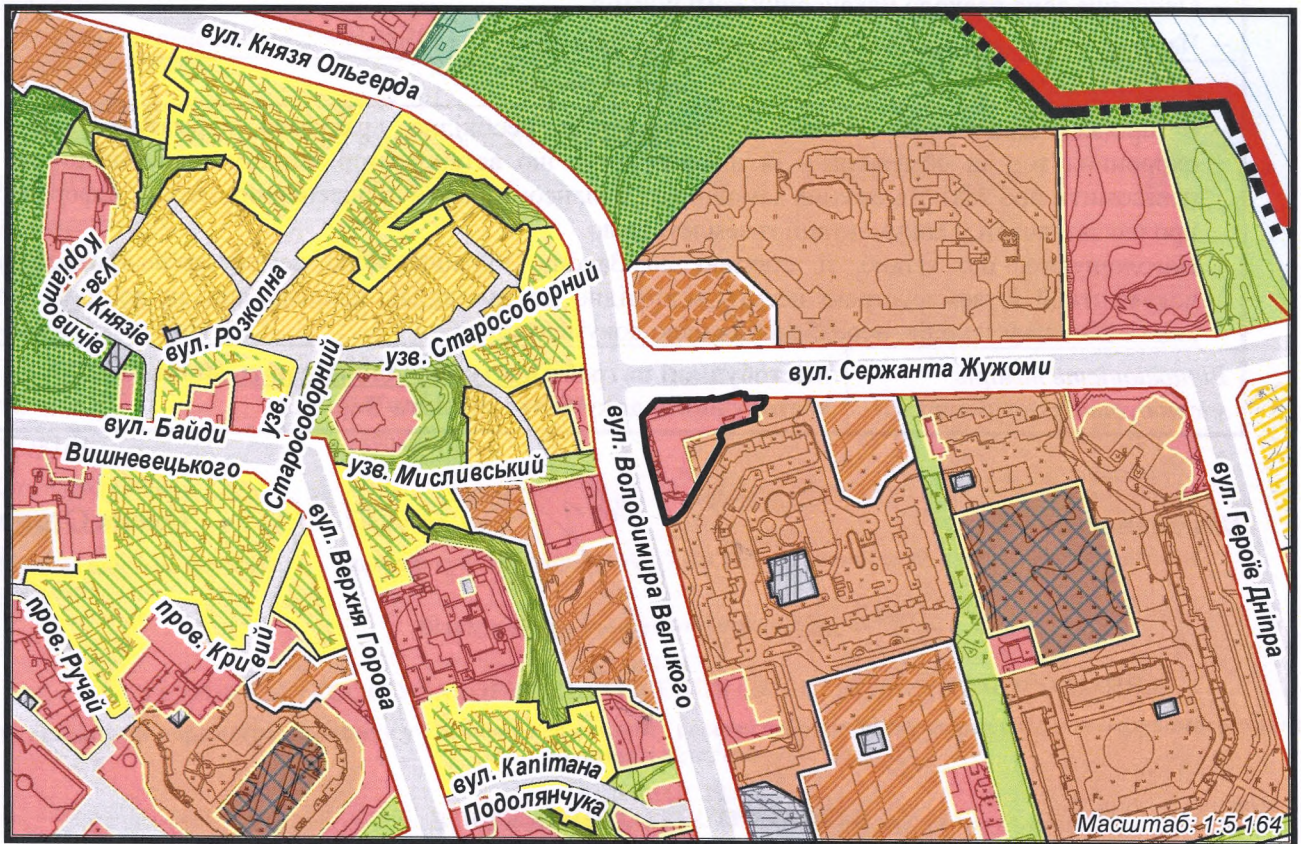 вул. Князя Ольгерда
узв. Князів
Коріатовичів
вул. Розкотна
узв. Старособорний
узв.
Старособорний
вул. Сержанта Жужоми
вул. Байди
Вишневецького
узв. Мисливський
вул. Володимира Великого
вул. Верхня Горова
вул. Героїв Дніпра
пров. Ручай
пров. Кривий
вул. Капітана
Подолянчука
Масштаб: 1:5 164